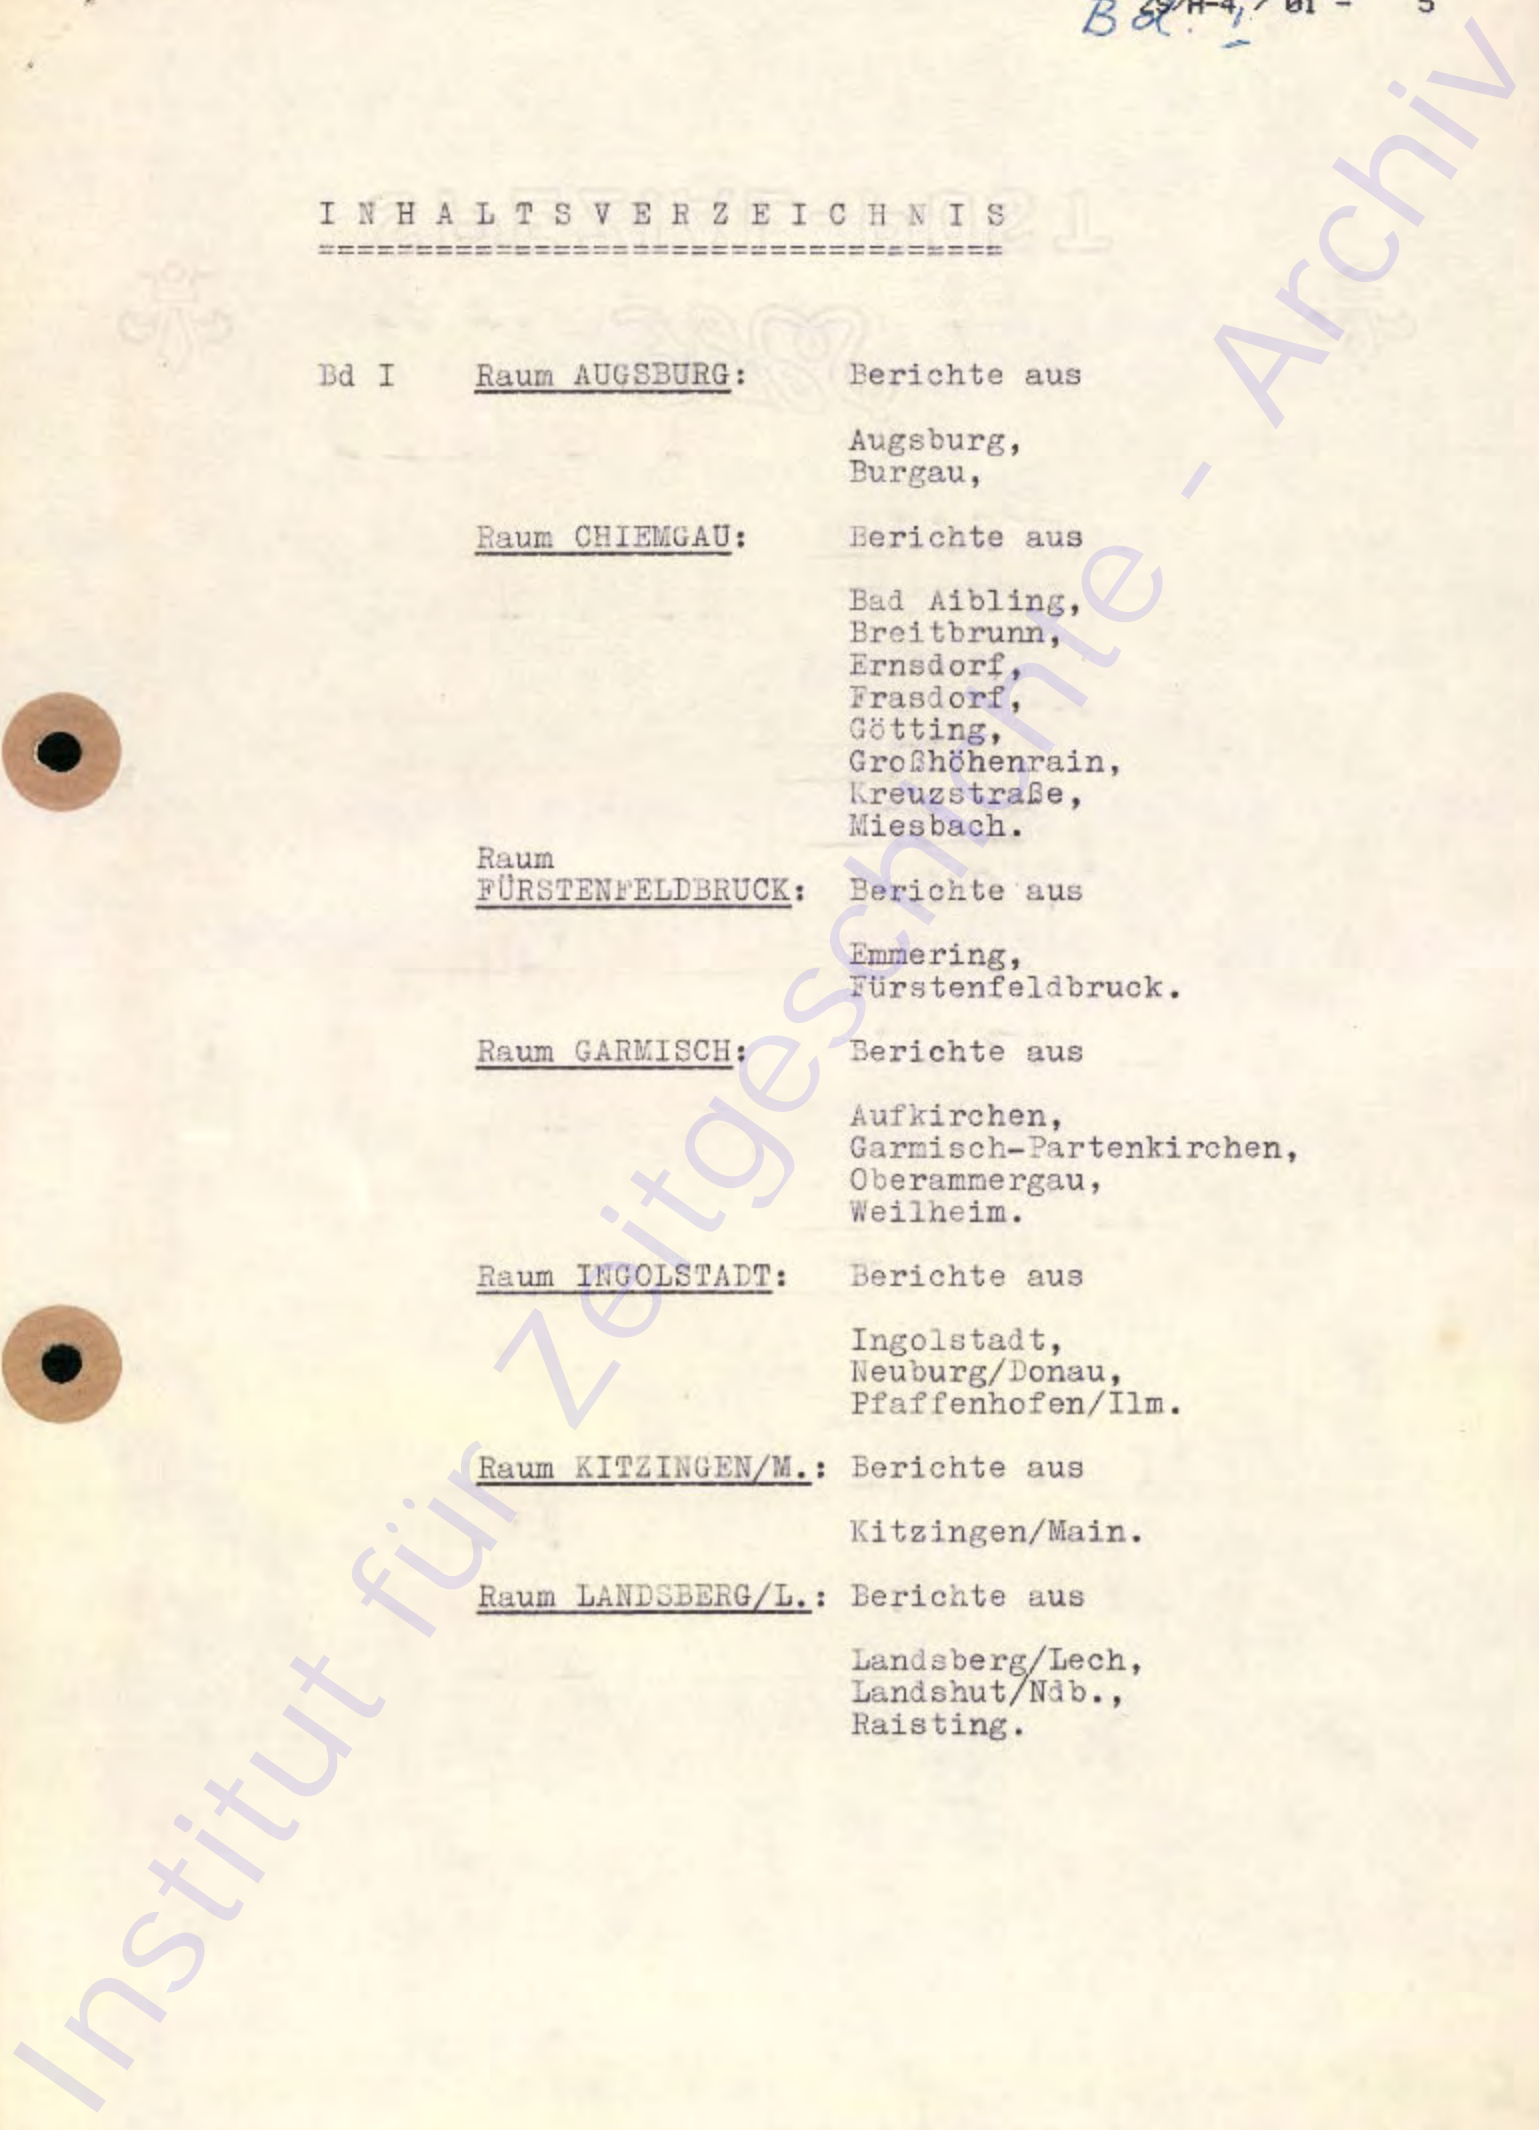 Bd. I
/ 01 - 5
I N H A L T S V E R Z E I C H N I S
===================================
Bd I Raum AUGSBURG: Berichte aus
Augsburg,
Burgau,
Raum CHIEMGAU: Berichte aus
Bad Aibling,
Breitbrunn,
Ernsdorf,
Frasdorf,
Götting,
Großhöhenrain,
Kreuzstraße,
Miesbach.
Raum
FÜRSTENFELDBRUCK: Berichte aus
Emmering,
Fürstenfeldbruck.
Raum GARMISCH: Berichte aus
Aufkirchen,
Garmisch-Partenkirchen,
Oberammergau,
Weilheim.
Raum INGOLSTADT: Berichte aus
Ingolstadt,
Neuburg/Donau,
Pfaffenhofen/Ilm.
Raum KITZINGEN/M.: Berichte aus
Kitzingen/Main.
Raum LANDSBERG/L.: Berichte aus
Landsberg/Lech,
Landshut/Ndb.,
Raisting.
Institut für Zeitgeschichte - Archiv